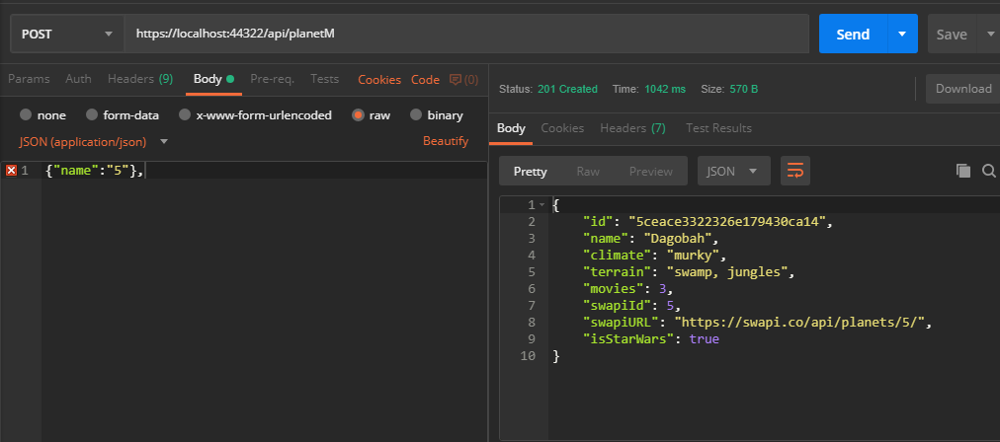 POST https://localhost:44322/api/planetM Send Save
Params Auth Headers (9) Body Pre-req. Tests Cookies Code (0)
none form-data x-www-form-urlencoded raw binary
JSON (application/json) Beautify
1 {"name":"5"},
Status: 201 Created Time: 1042 ms Size: 570 B Download
Body Cookies Headers (7) Test Results
Pretty Raw Preview JSON
1 {
2 "id": "5ceace3322326e179430ca14",
3 "name": "Dagobah",
4 "climate": "murky",
5 "terrain": "swamp, jungles",
6 "movies": 3,
7 "swapiId": 5,
8 "swapiURL": "https://swapi.co/api/planets/5/",
9 "isStarWars": true
10 }